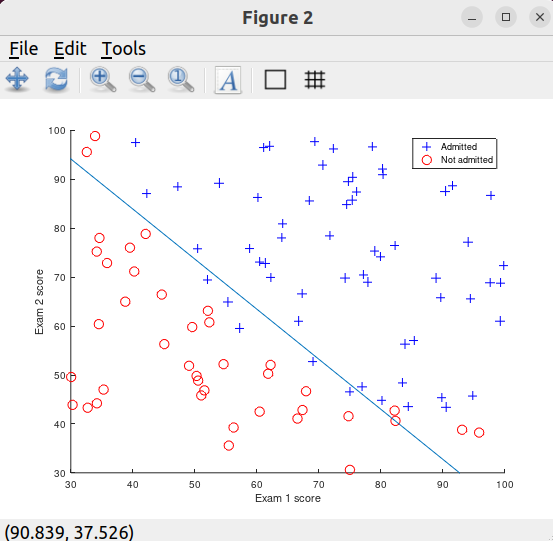 Figure 2
File Edit Tools
1 A
100
90
80
70
60
50
40
30
Exam 2 score
Admitted
Not admitted
30 40 50 60 70 80 90 100
Exam 1 score
(90.839, 37.526)